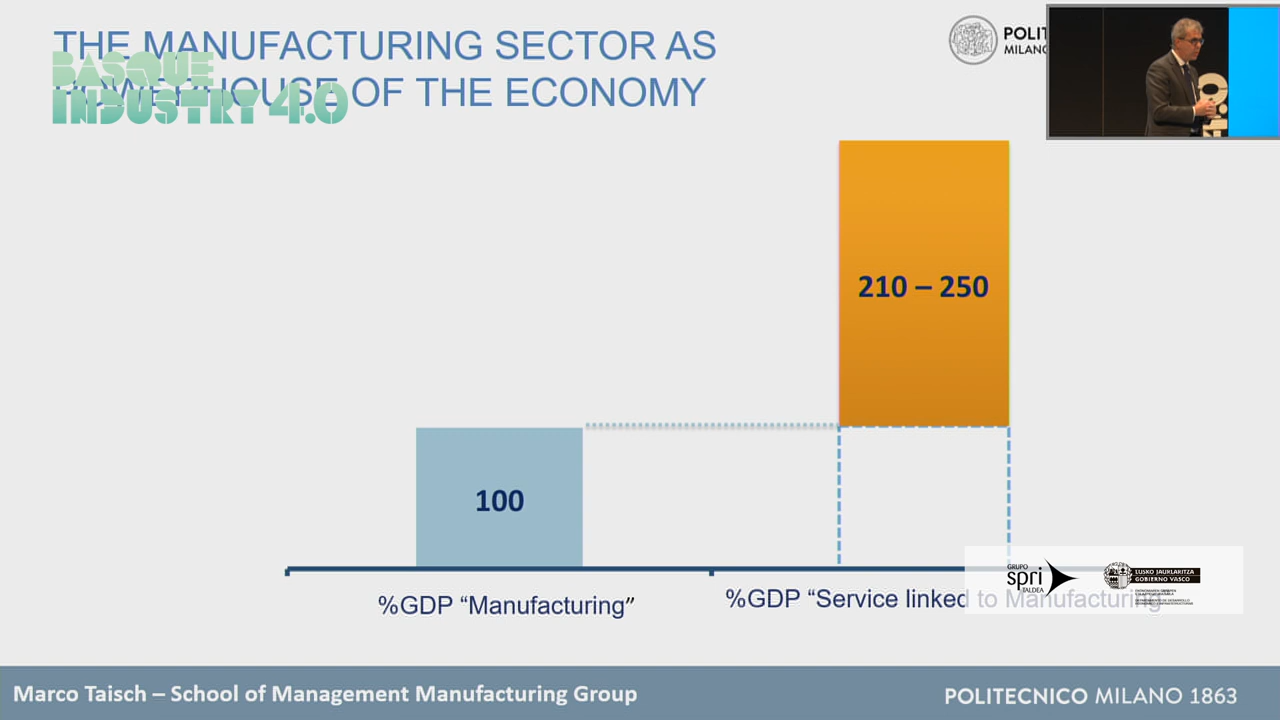 THE MANUFACTURING SECTOR AS
POWERHOUSE OF THE ECONOMY
BASQUE
INDUSTRY 4.0
MILANO
210 – 250
100
%GDP “Manufacturing”
%GDP “Service linked to Manufacturing
GRUPO
spri
TALDEA
EUSKO JAURLARITZA
GOBIERNO VASCO
Marco Taisch – School of Management Manufacturing Group
POLITECNICO MILANO 1863